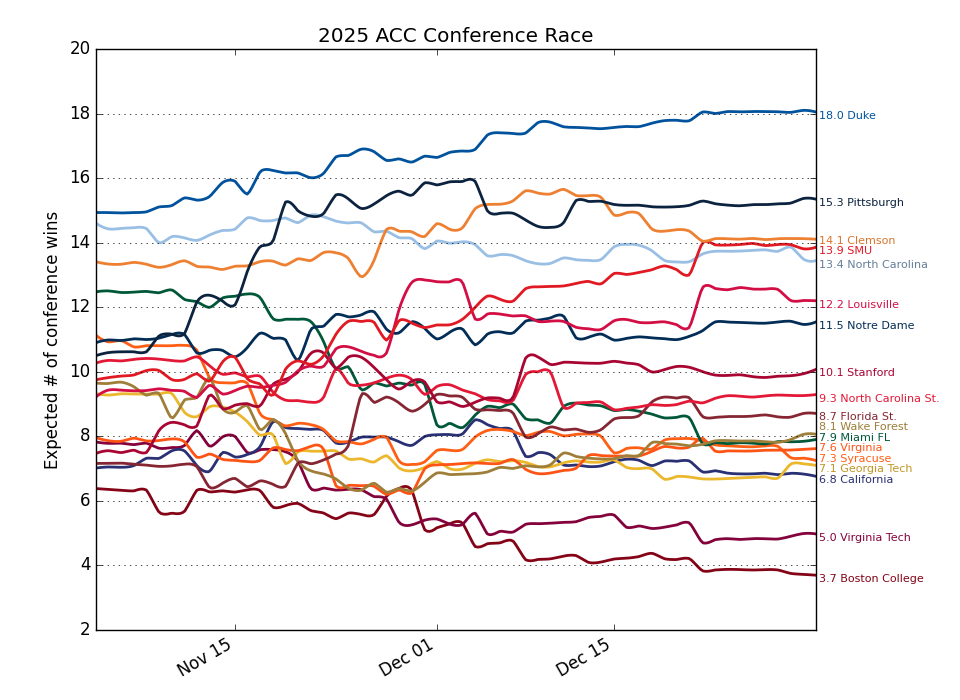 2025 ACC Conference Race
Expected # of conference wins
20
18
16
14
12
10
8
6
4
2
Nov 15
Dec 01
Dec 15
18.0 Duke
15.3 Pittsburgh
14.1 Clemson
13.9 SMU
13.4 North Carolina
12.2 Louisville
11.5 Notre Dame
10.1 Stanford
9.3 North Carolina St.
8.7 Florida St.
8.1 Wake Forest
7.9 Miami FL
7.6 Virginia
7.3 Syracuse
7.1 Georgia Tech
6.8 California
5.0 Virginia Tech
3.7 Boston College